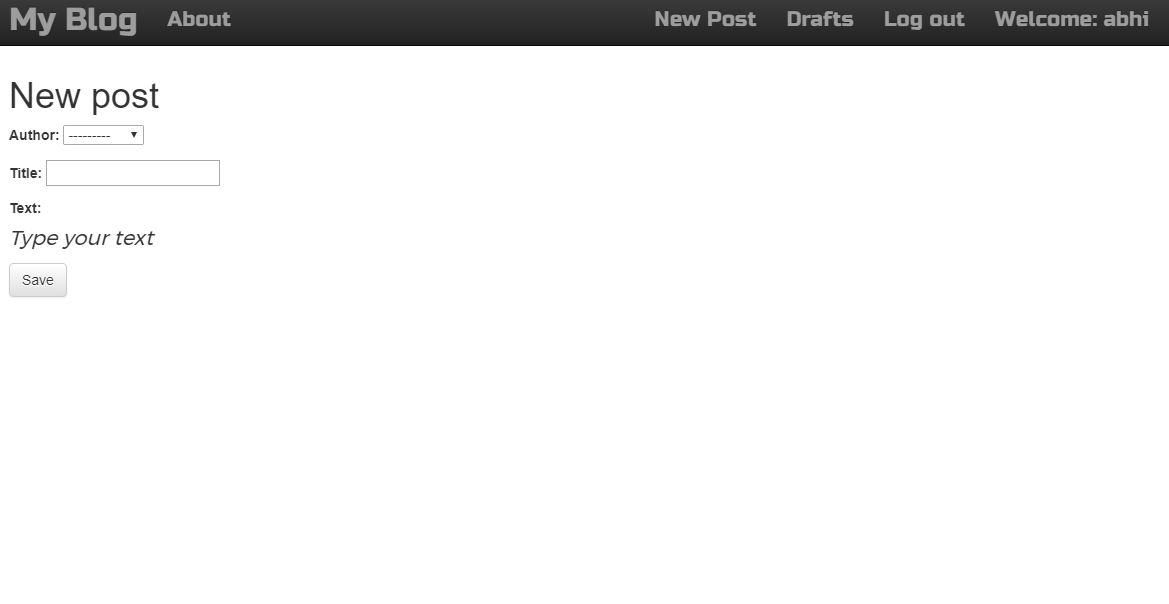 My Blog About New Post Drafts Log out Welcome: abhi
New post
Author: ---------
Title:
Text:
Type your text
Save